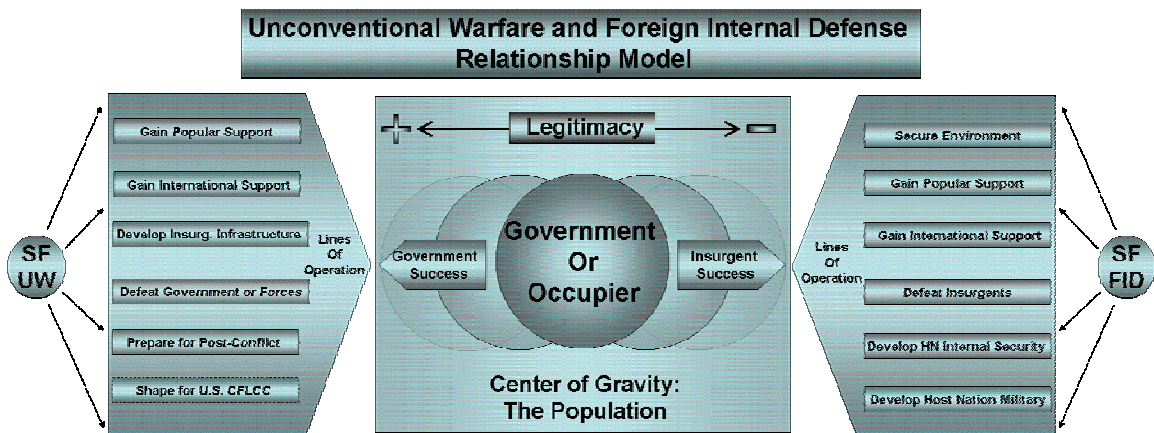 Unconventional Warfare and Foreign Internal Defense
Relationship Model
SF
UW
Gain Popular Support
Gain International Support
Develop Insurg. Infrastructure
Defeat Government or Forces
Prepare for Post-Conflict
Shape for U.S. CFLCC
Lines
Of
Operation
+
Legitimacy
-
Government
Success
Government
Or
Occupier
Insurgent
Success
Center of Gravity:
The Population
Lines
Of
Operation
Secure Environment
Gain Popular Support
Gain International Support
Defeat Insurgents
Develop HN Internal Security
Develop Host Nation Military
SF
FID